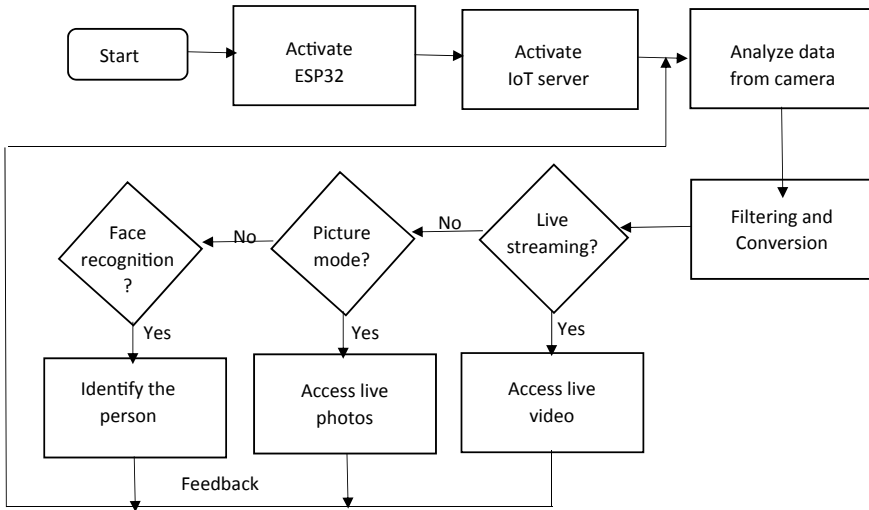 Start
Activate
ESP32
Activate
IoT server
Analyze data
from camera
Filtering and
Conversion
Live
streaming?
No
Picture
mode?
No
Face
recognition
?
Yes
Yes
Yes
Identify the
person
Access live
photos
Access live
video
Feedback